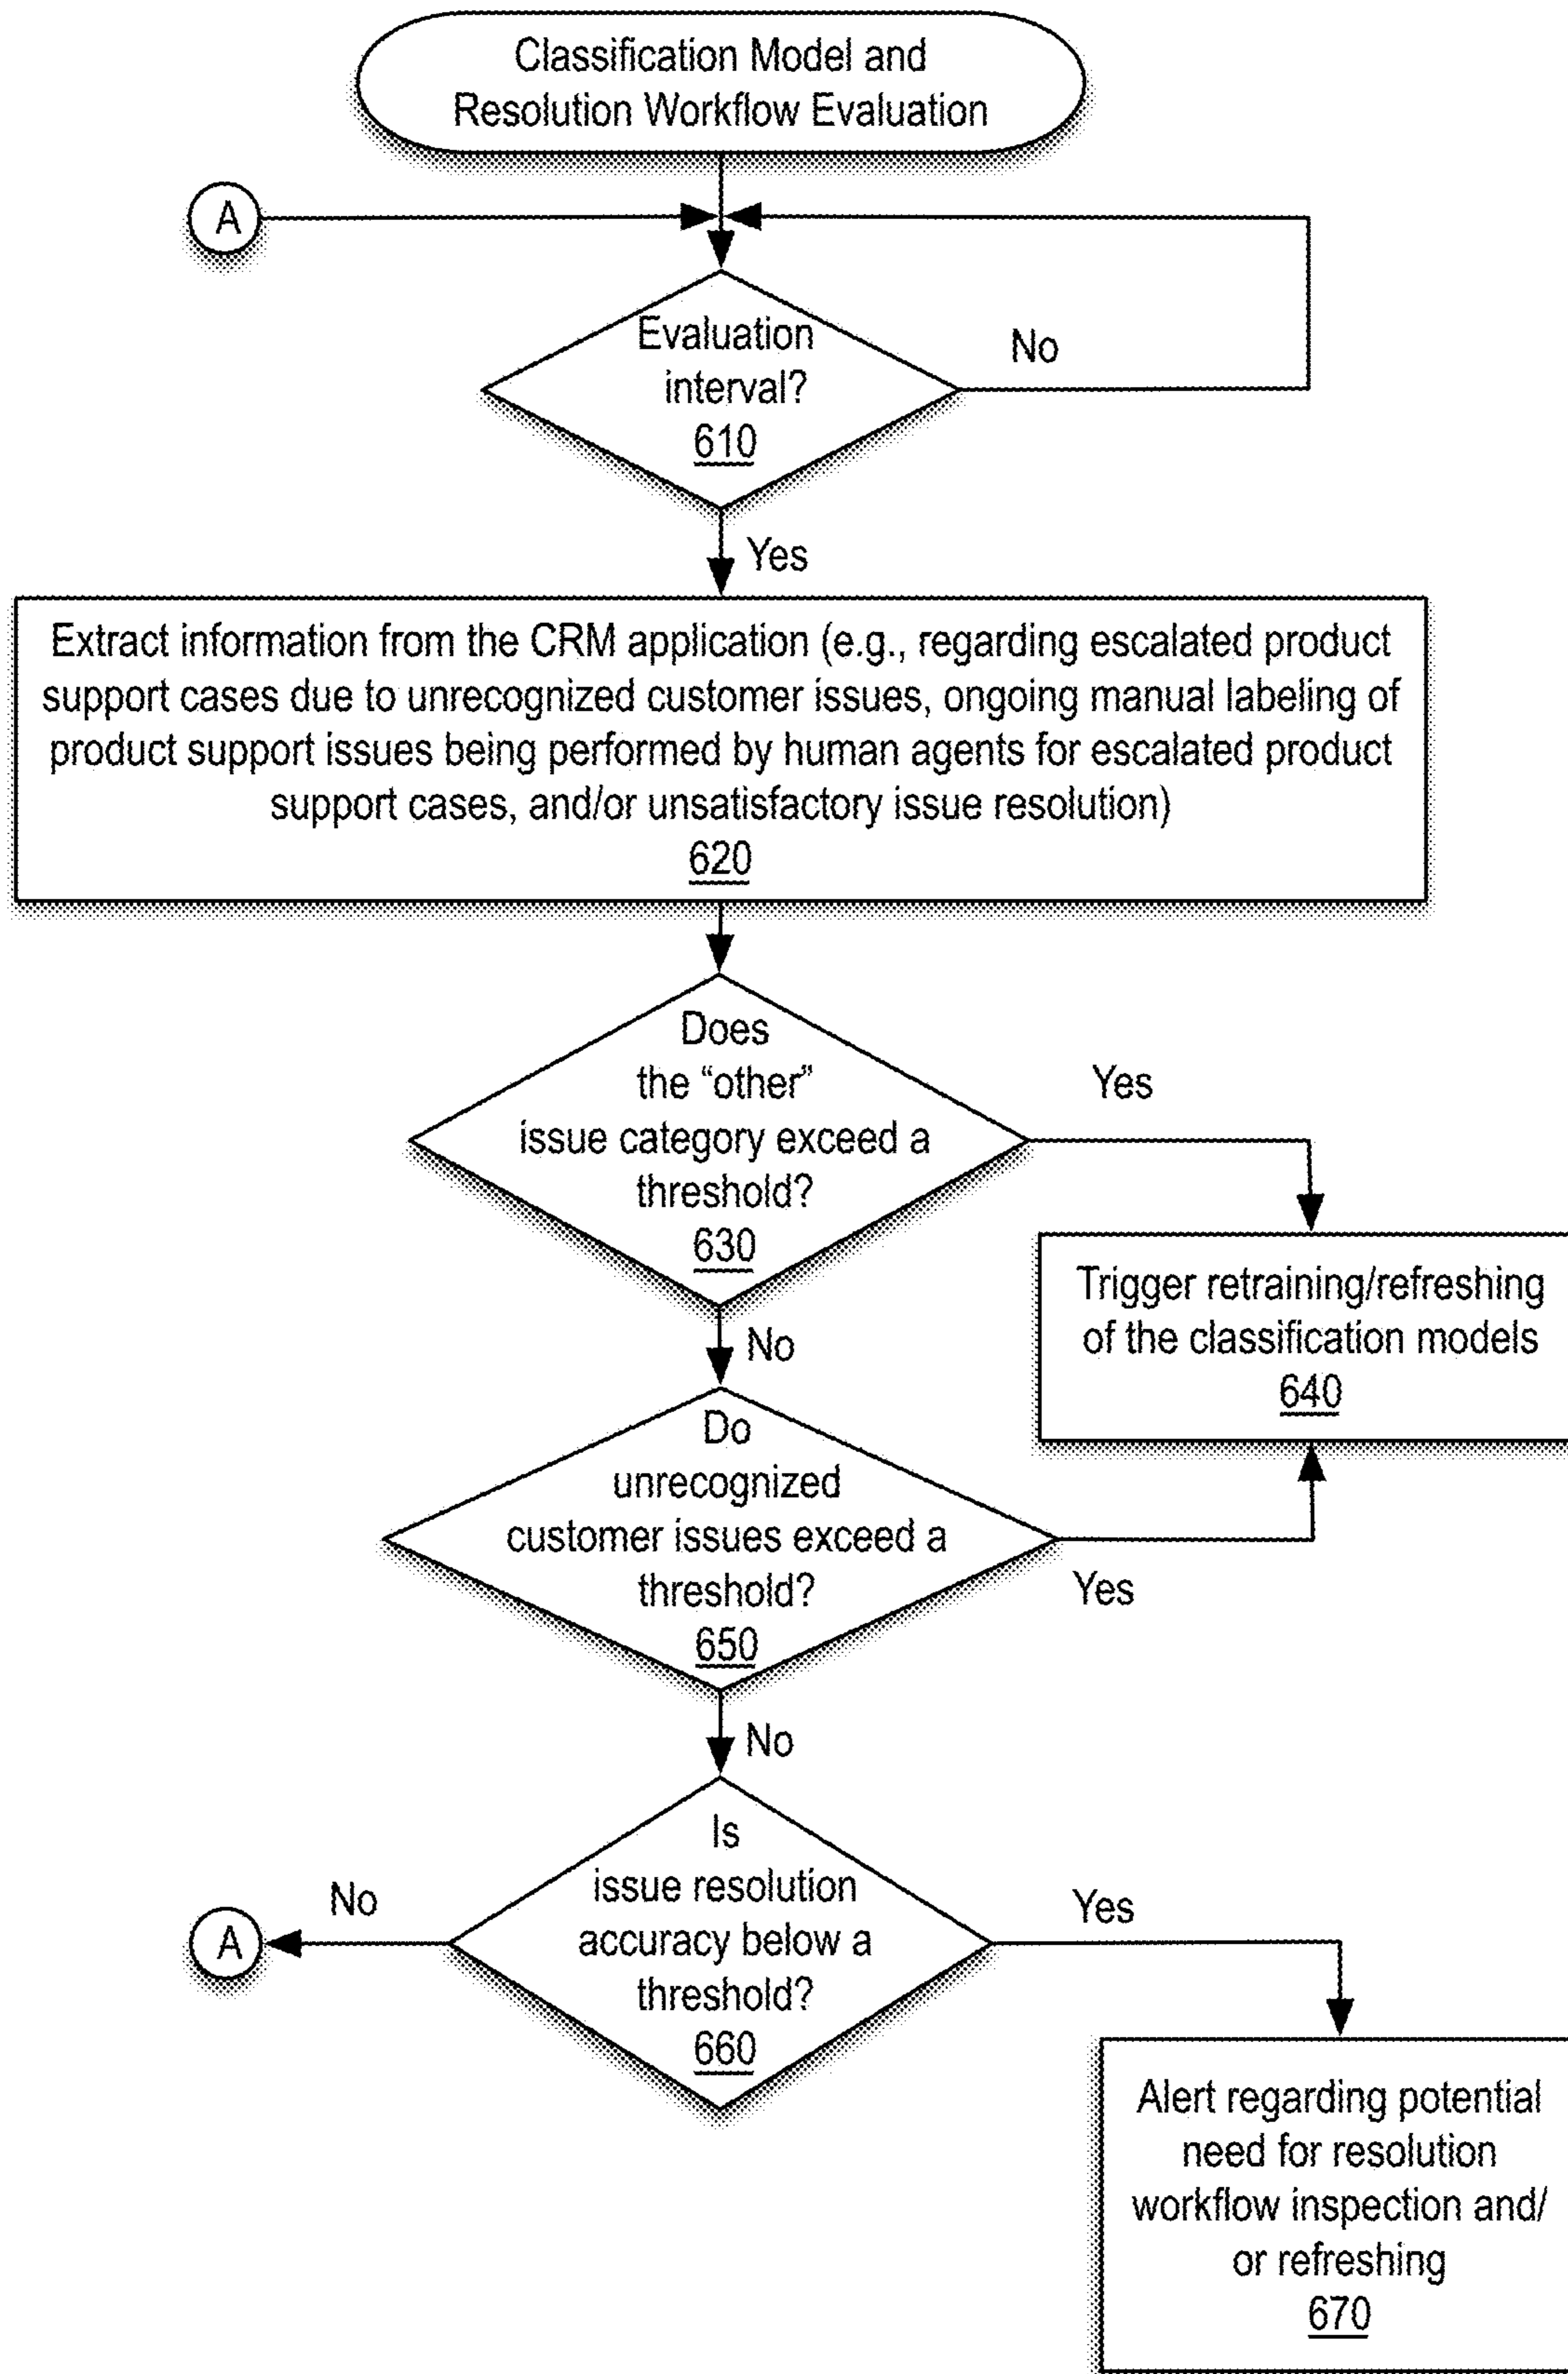 Classification Model and
Resolution Workflow Evaluation
A
Evaluation
interval?
610
No
Yes
Extract information from the CRM application (e.g., regarding escalated product
support cases due to unrecognized customer issues, ongoing manual labeling of
product support issues being performed by human agents for escalated product
support cases, and/or unsatisfactory issue resolution)
620
Does
the “other”
issue category exceed a
threshold?
630
Yes
Trigger retraining/refreshing
of the classification models
640
No
Do
unrecognized
customer issues exceed a
threshold?
650
Yes
No
Is
issue resolution
accuracy below a
threshold?
660
No
A
Yes
Alert regarding potential
need for resolution
workflow inspection and/
or refreshing
670